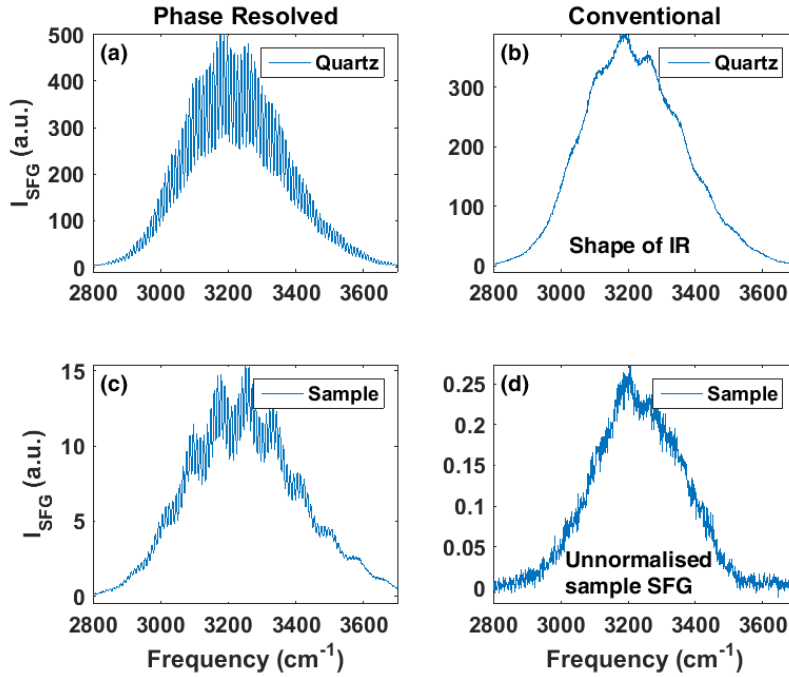 Phase Resolved
Conventional
(a)
Quartz
500
400
300
200
100
0
I_SFG (a.u.)
2800 3000 3200 3400 3600
(b)
Quartz
300
200
100
0
Shape of IR
2800 3000 3200 3400 3600
(c)
Sample
15
10
5
0
I_SFG (a.u.)
2800 3000 3200 3400 3600
Frequency (cm⁻¹)
(d)
Sample
0.25
0.2
0.15
0.1
0.05
0
Unnormalised
sample SFG
2800 3000 3200 3400 3600
Frequency (cm⁻¹)